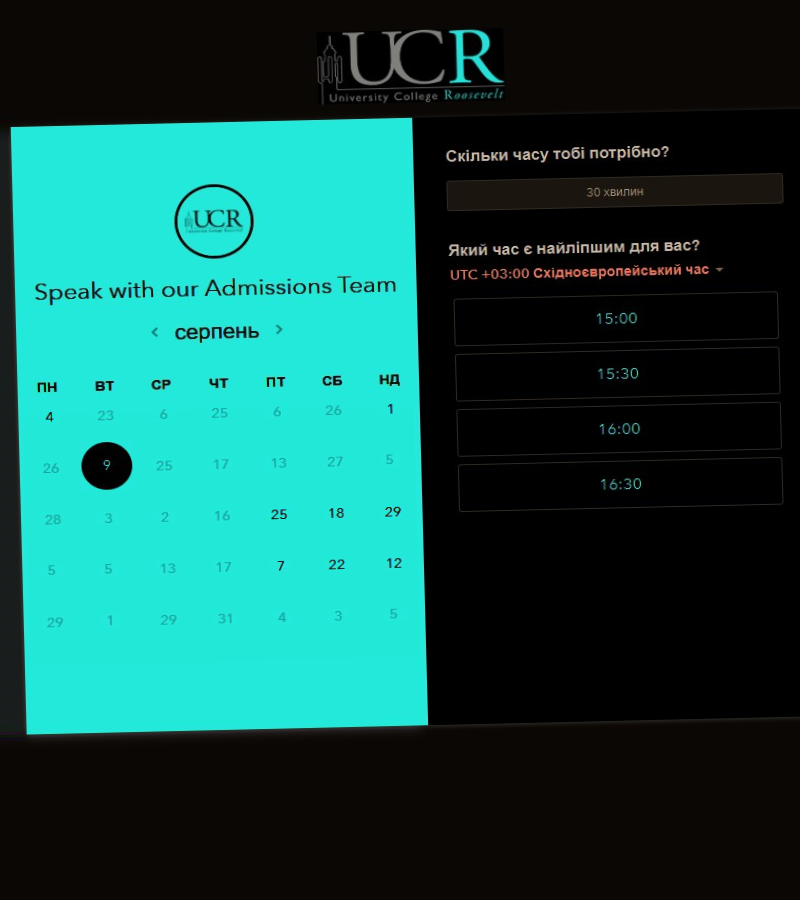 UCR
University College Roosevelt
UCR
University College Roosevelt
Speak with our Admissions Team
серпень
ПН ВТ СР ЧТ ПТ СБ НД
4 23 6 25 6 26 1
26 9 25 17 13 27 5
28 3 2 16 25 18 29
5 5 13 17 7 22 12
29 1 29 31 4 3 5
Скільки часу тобі потрібно?
30 хвилин
Який час є найліпшим для вас?
UTC +03:00 Східноєвропейський час
15:00
15:30
16:00
16:30